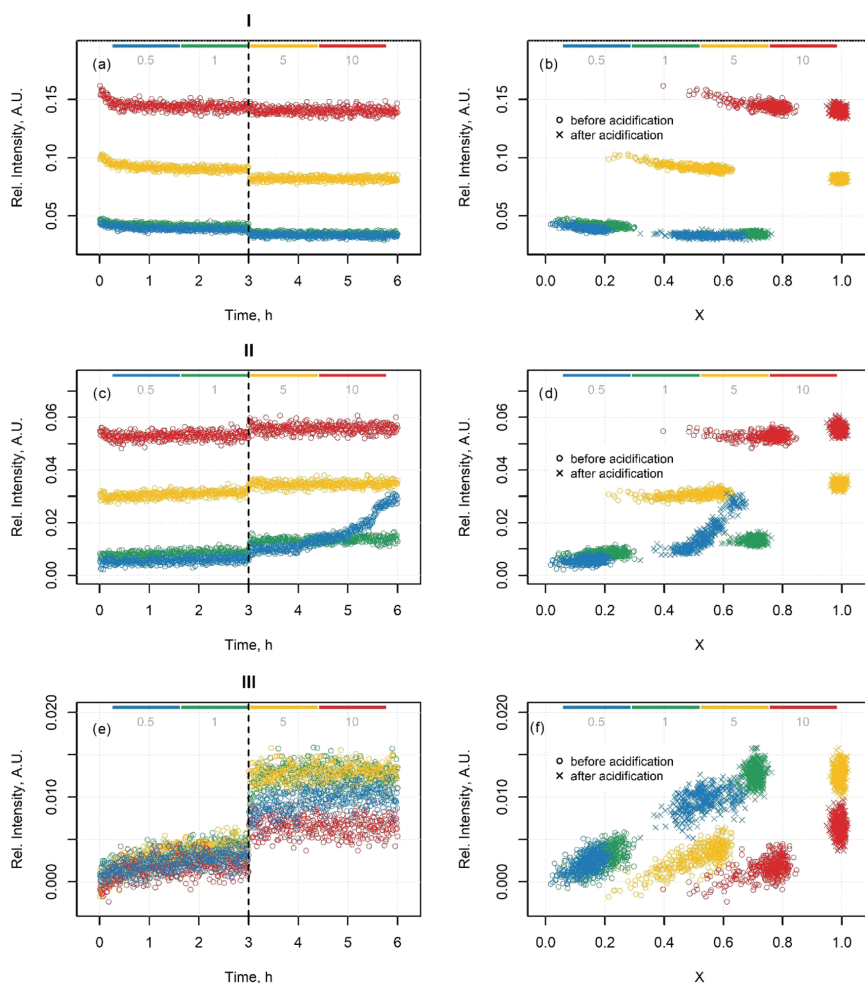 I
(a)
0.5 1 5 10
Rel. Intensity, A.U.
0.05 0.10 0.15
0 1 2 3 4 5 6
Time, h
(b)
0.5 1 5 10
before acidification
after acidification
Rel. Intensity, A.U.
0.05 0.10 0.15
0.0 0.2 0.4 0.6 0.8 1.0
X
II
(c)
0.5 1 5 10
Rel. Intensity, A.U.
0.00 0.02 0.04 0.06
0 1 2 3 4 5 6
Time, h
(d)
0.5 1 5 10
before acidification
after acidification
Rel. Intensity, A.U.
0.00 0.02 0.04 0.06
0.0 0.2 0.4 0.6 0.8 1.0
X
III
(e)
0.5 1 5 10
Rel. Intensity, A.U.
0.000 0.010 0.020
0 1 2 3 4 5 6
Time, h
(f)
0.5 1 5 10
before acidification
after acidification
Rel. Intensity, A.U.
0.000 0.010 0.020
0.0 0.2 0.4 0.6 0.8 1.0
X